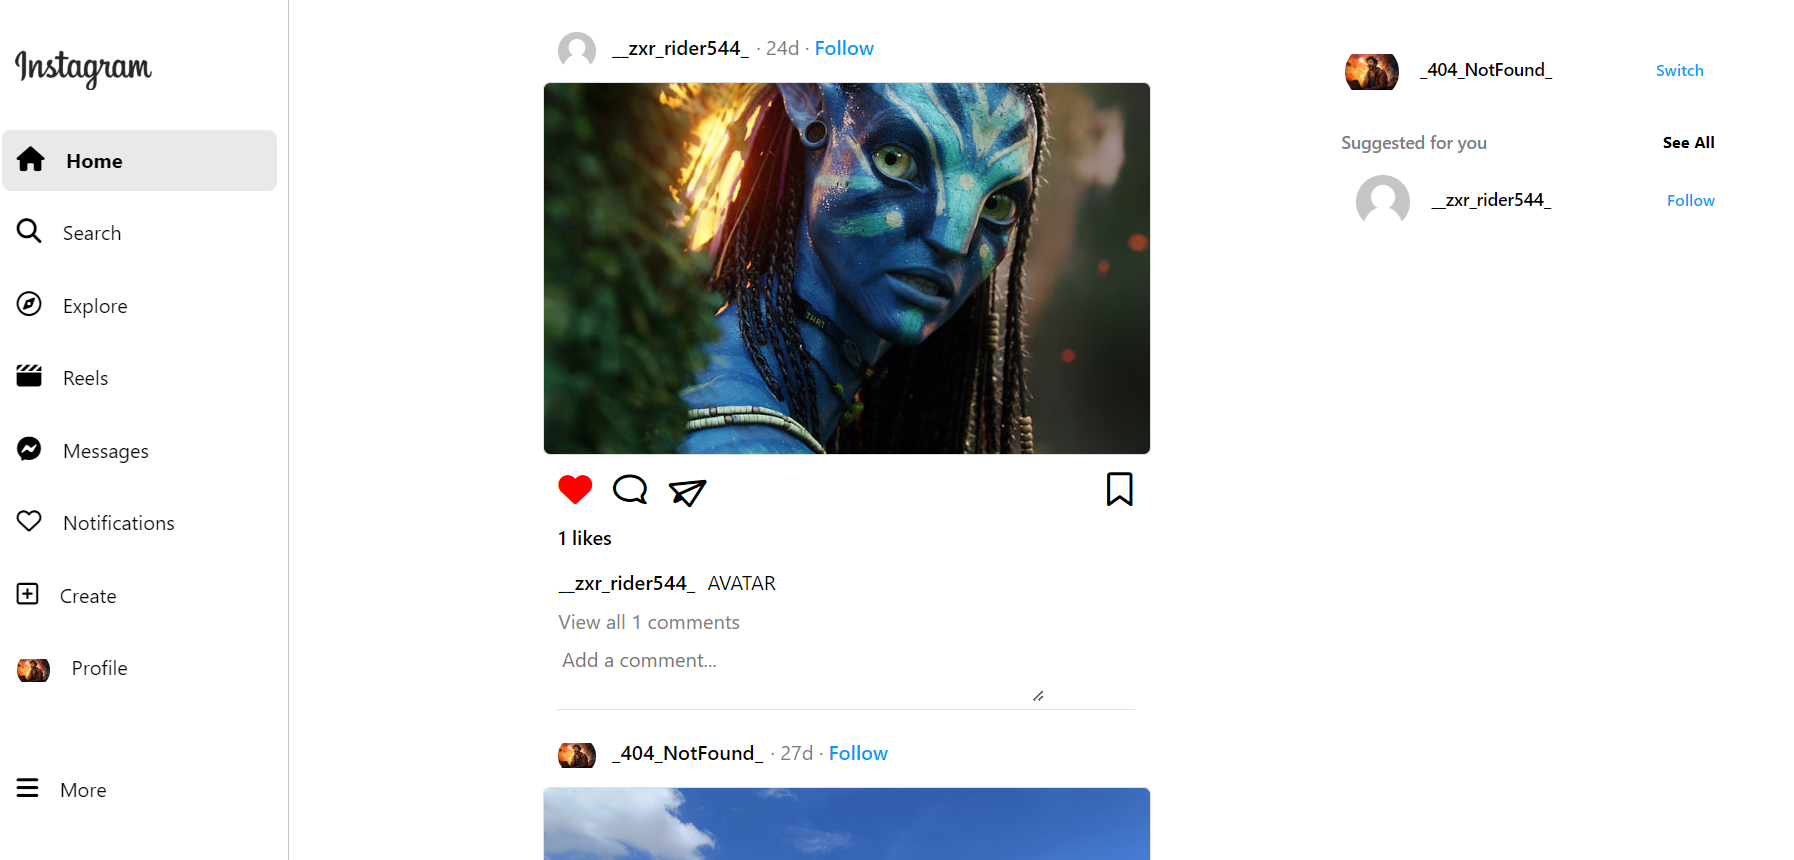 Instagram
Home
Search
Explore
Reels
Messages
Notifications
Create
Profile
More
__zxr_rider544_ · 24d · Follow
1 likes
__zxr_rider544_ AVATAR
View all 1 comments
Add a comment...
_404_NotFound_ · 27d · Follow
_404_NotFound_ Switch
Suggested for you See All
__zxr_rider544_ Follow